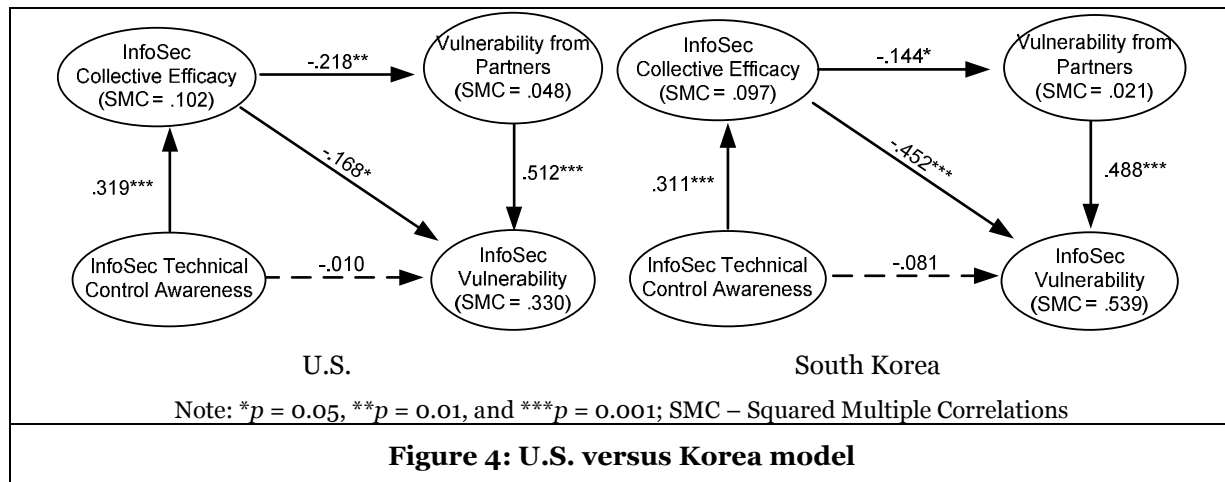 InfoSec
Collective Efficacy
(SMC = .102)
-.218**
Vulnerability from
Partners
(SMC = .048)
-.168*
.319***
.512***
InfoSec Technical
Control Awareness
-.010
InfoSec
Vulnerability
(SMC = .330)
U.S.
InfoSec
Collective Efficacy
(SMC = .097)
-.144*
Vulnerability from
Partners
(SMC = .021)
-.452***
.311***
.488***
InfoSec Technical
Control Awareness
-.081
InfoSec
Vulnerability
(SMC = .539)
South Korea
Note: *p = 0.05, **p = 0.01, and ***p = 0.001; SMC – Squared Multiple Correlations
Figure 4: U.S. versus Korea model